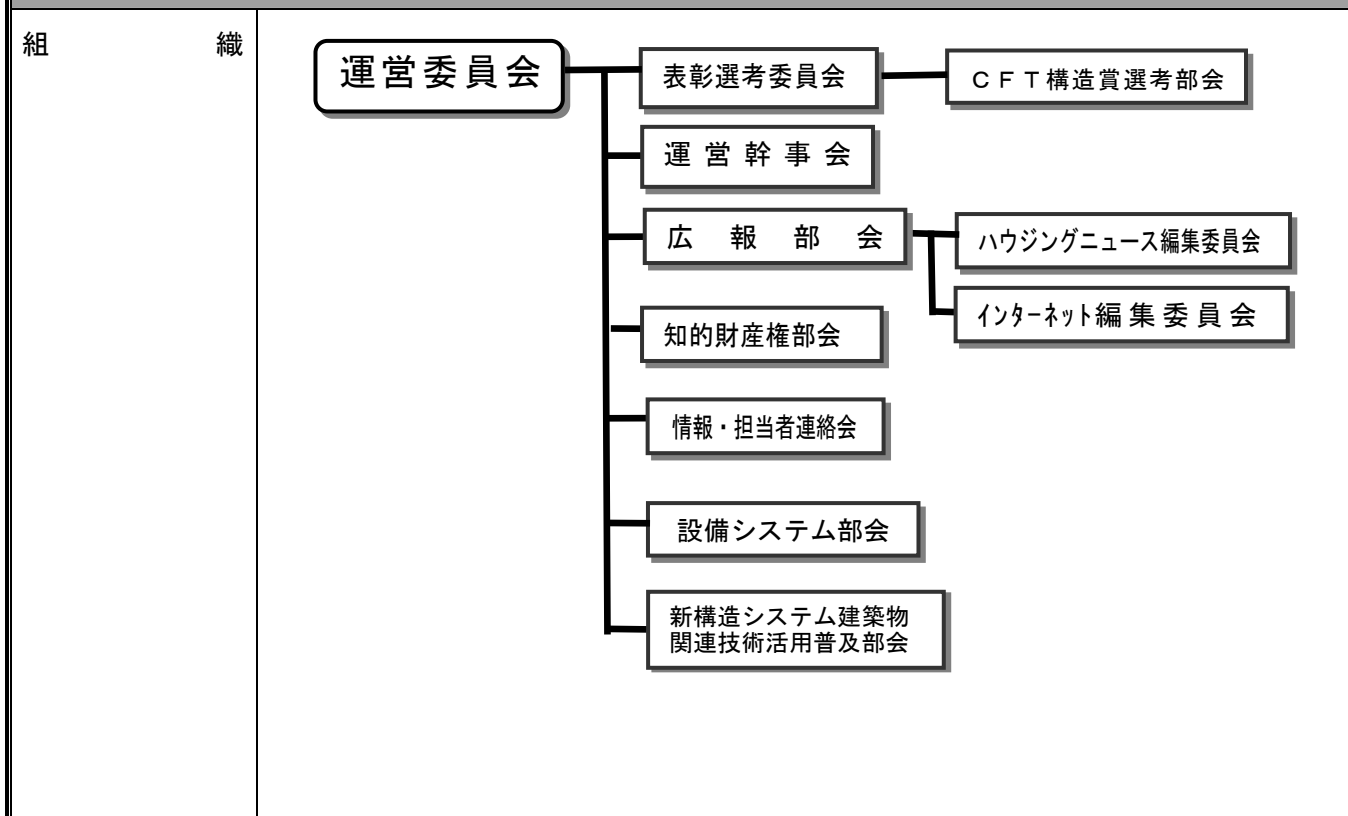 組織
運営委員会
表彰選考委員会
ＣＦＴ構造賞選考部会
運営幹事会
広報部会
ハウジングニュース編集委員会
インターネット編集委員会
知的財産権部会
情報・担当者連絡会
設備システム部会
新構造システム建築物
関連技術活用普及部会